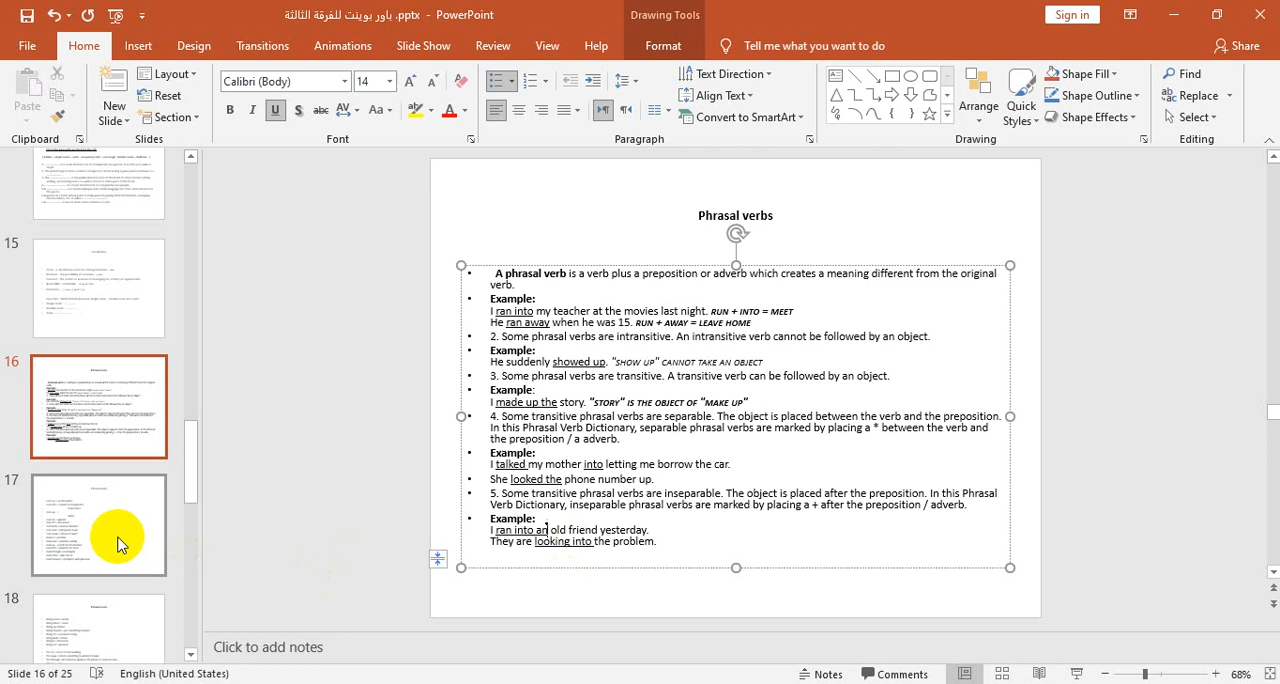 باور بوينت للفرقة الثالثة .pptx - PowerPoint
Drawing Tools
Sign in
File Home Insert Design Transitions Animations Slide Show Review View Help Format Tell me what you want to do Share
Paste
New Slide
Layout
Reset
Section
Calibri (Body) 14
B I U S abc AV Aa A
Text Direction
Align Text
Convert to SmartArt
Arrange
Quick Styles
Shape Fill
Shape Outline
Shape Effects
Find
Replace
Select
Clipboard Slides Font Paragraph Drawing Editing
15
16
17
18
Phrasal verbs
A phrasal verb is a verb plus a preposition or adverb which creates a meaning different from the original
verb.
Example:
I ran into my teacher at the movies last night. RUN + INTO = MEET
He ran away when he was 15. RUN + AWAY = LEAVE HOME
2. Some phrasal verbs are intransitive. An intransitive verb cannot be followed by an object.
Example:
He suddenly showed up. "SHOW UP" CANNOT TAKE AN OBJECT
3. Some phrasal verbs are transitive. A transitive verb can be followed by an object.
Example:
I made up the story. "STORY" IS THE OBJECT OF "MAKE UP"
4. Some transitive phrasal verbs are separable. The object is placed between the verb and the preposition.
In this Phrasal Verb Dictionary, separable phrasal verbs are marked by placing a * between the verb and
the preposition / a adverb.
Example:
I talked my mother into letting me borrow the car.
She looked the phone number up.
5. Some transitive phrasal verbs are inseparable. The object is placed after the preposition. In this Phrasal
Verb Dictionary, inseparable phrasal verbs are marked by placing a + after the preposition / adverb.
Example:
I ran into an old friend yesterday.
They are looking into the problem.
Click to add notes
Slide 16 of 25 English (United States) Notes Comments 68%